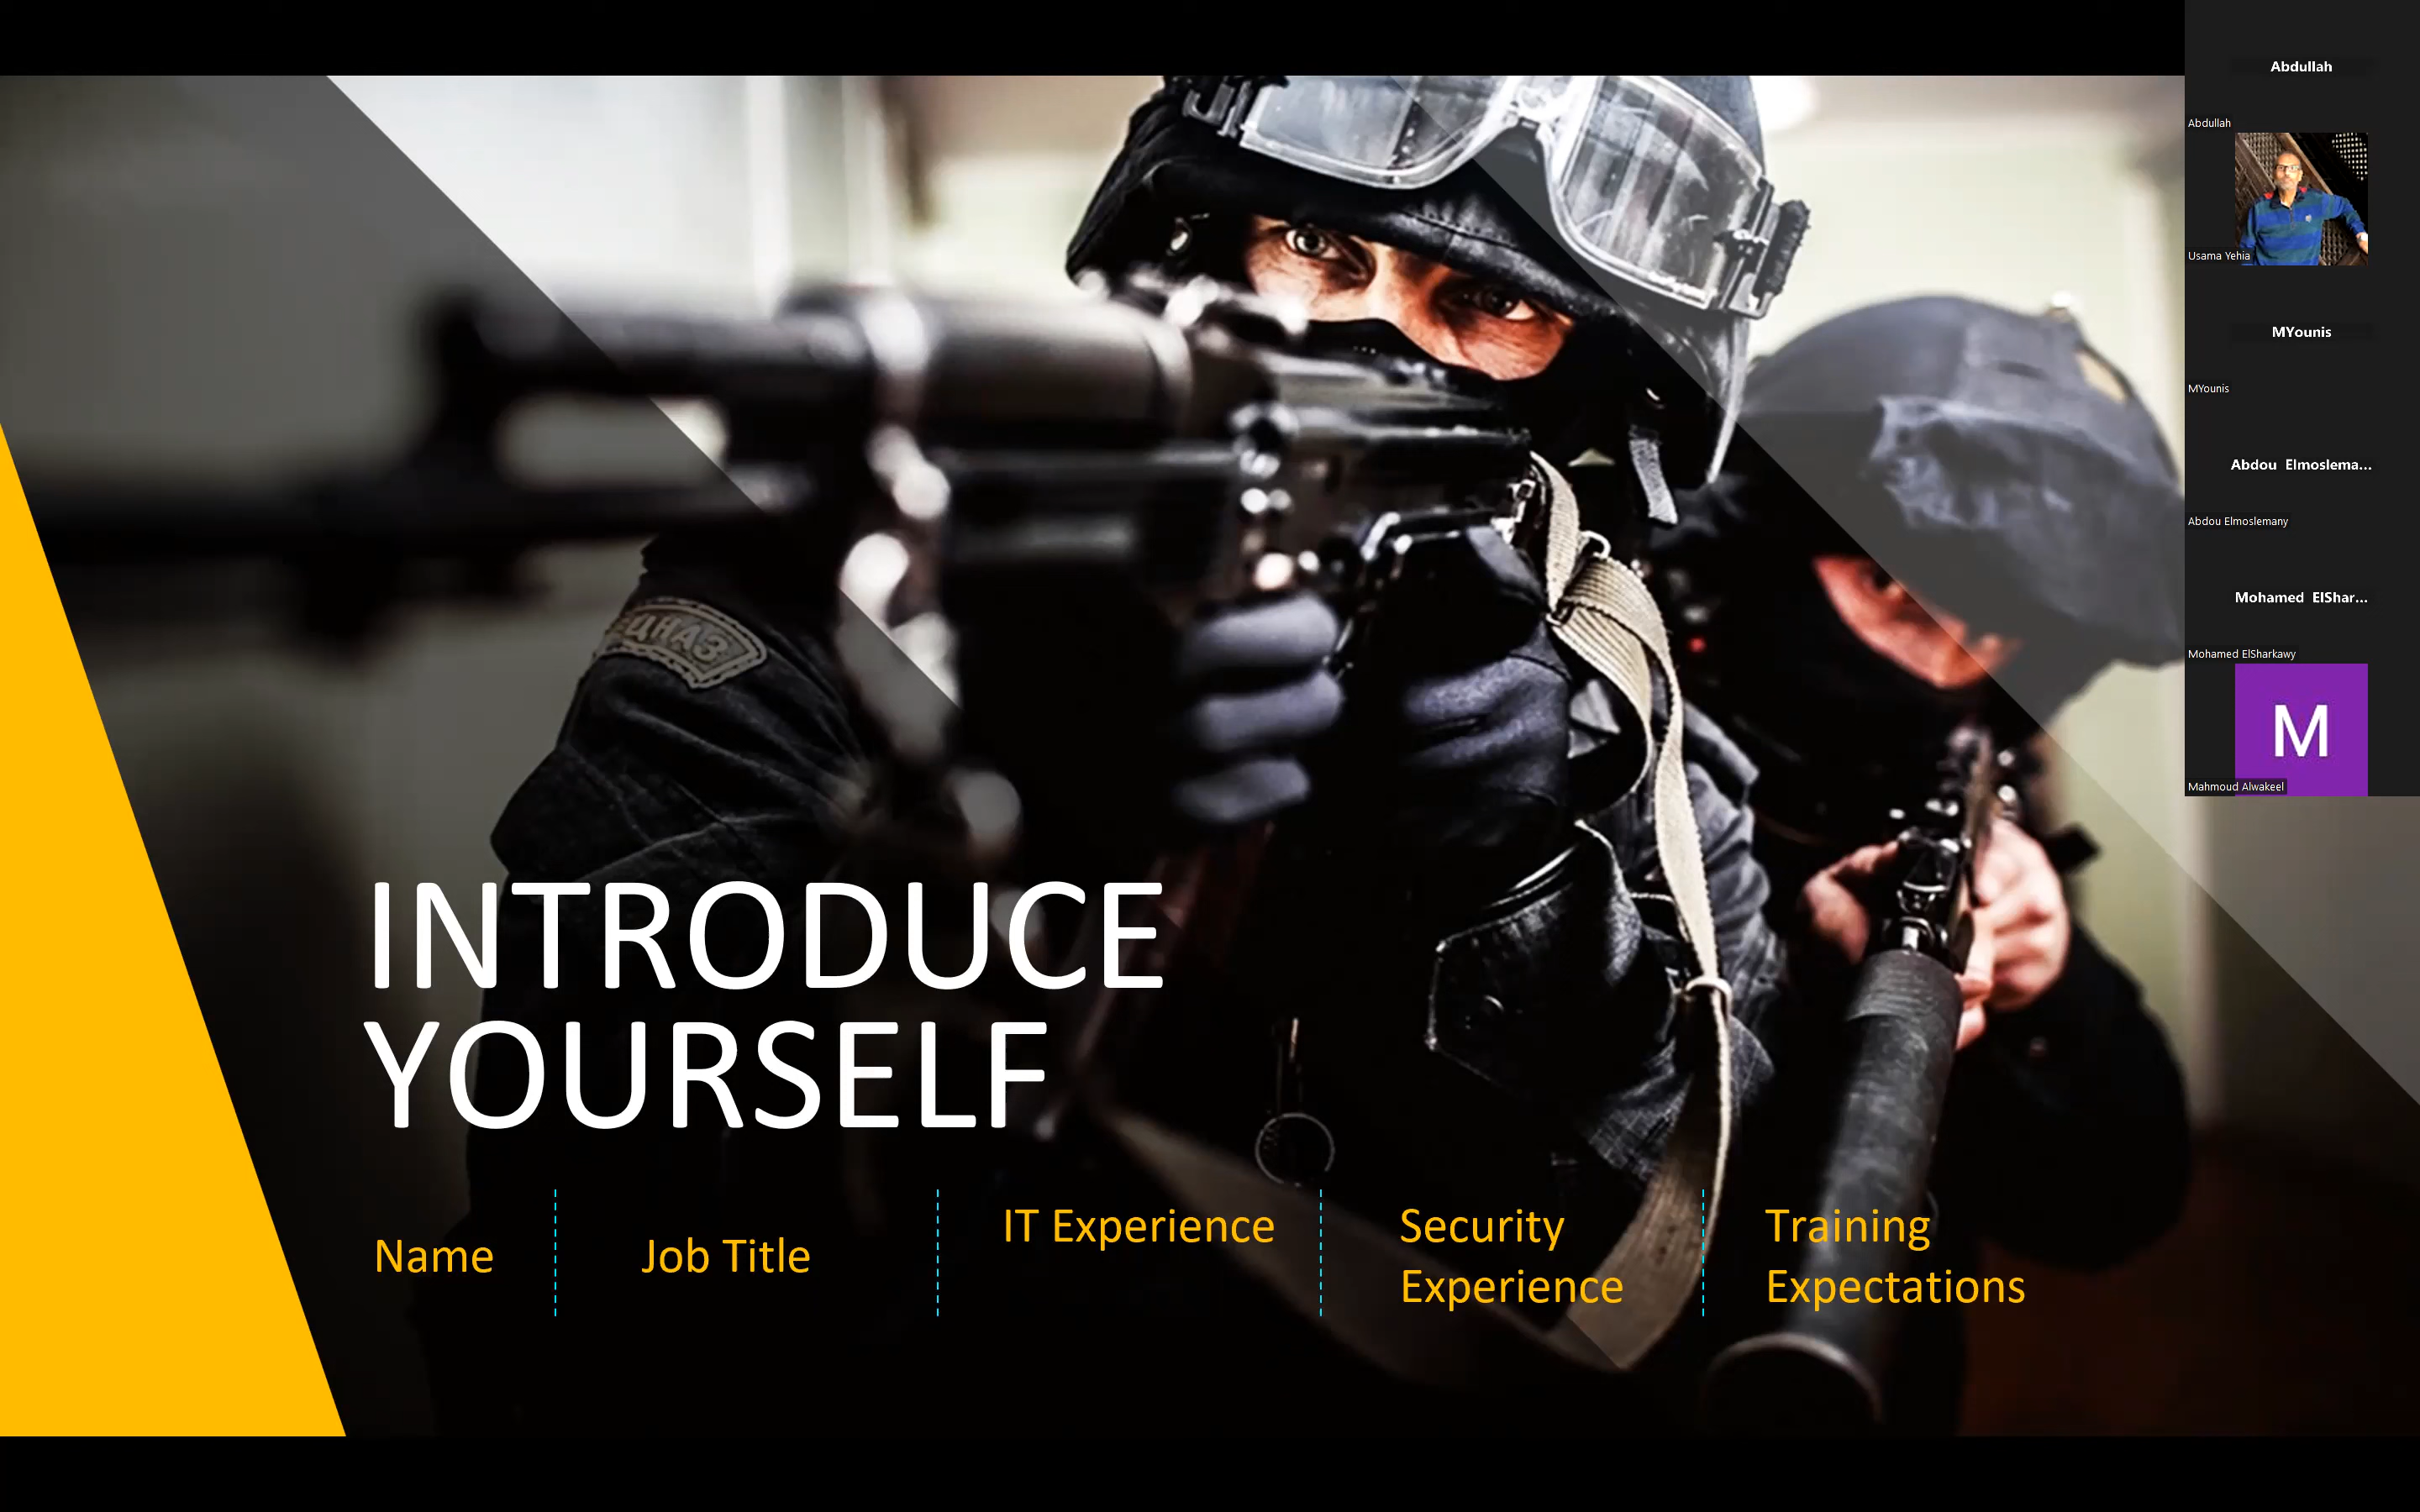 INTRODUCE
YOURSELF
Name
Job Title
IT Experience
Security
Experience
Training
Expectations
ЦНАЗ
Abdullah
Abdullah
Usama Yehia
MYounis
MYounis
Abdou Elmoslema...
Abdou Elmoslemany
Mohamed ElShar...
Mohamed ElSharkawy
M
Mahmoud Alwakeel